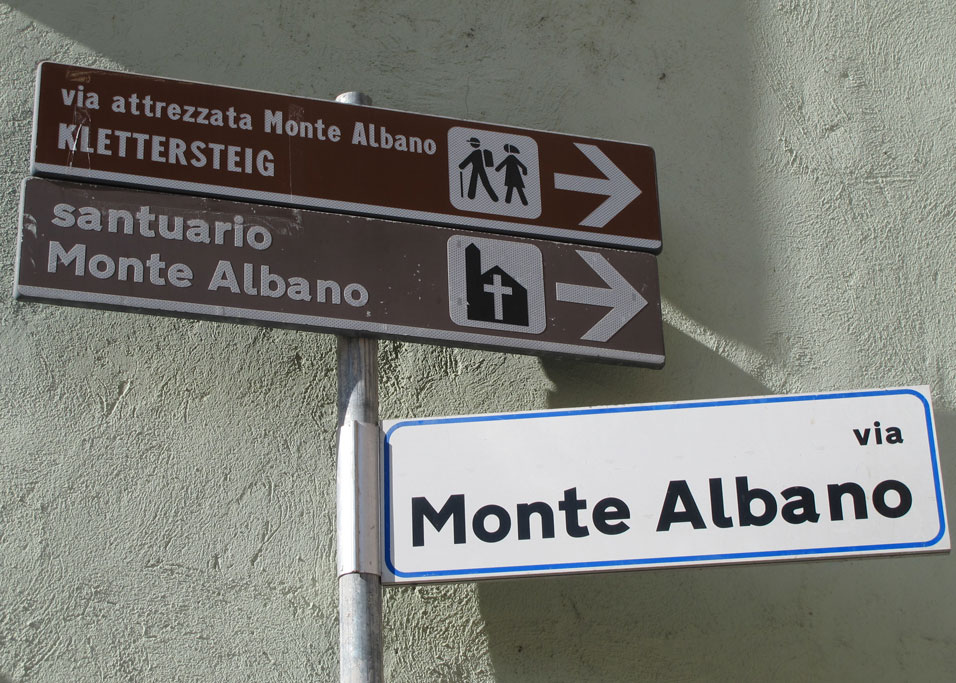 via attrezzata Monte Albano
KLETTERSTEIG
santuario
Monte Albano
via
Monte Albano